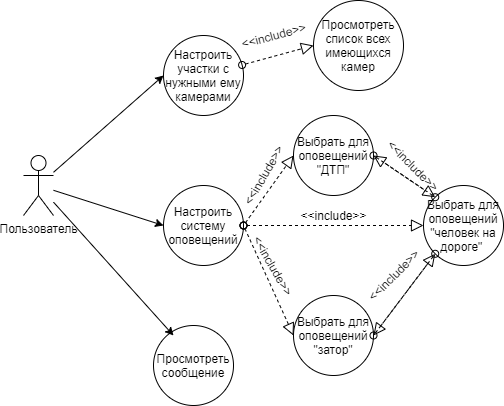 Просмотреть
список всех
имеющихся
камер
<<include>>
Настроить
участки с
нужными ему
камерами
Выбрать для
оповещений
"ДТП"
<<include>>
<<include>>
Пользователь
Настроить
систему
оповещений
<<include>>
Выбрать для
оповещений
"человек на
дороге"
<<include>>
<<include>>
Выбрать для
оповещений
"затор"
Просмотреть
сообщение